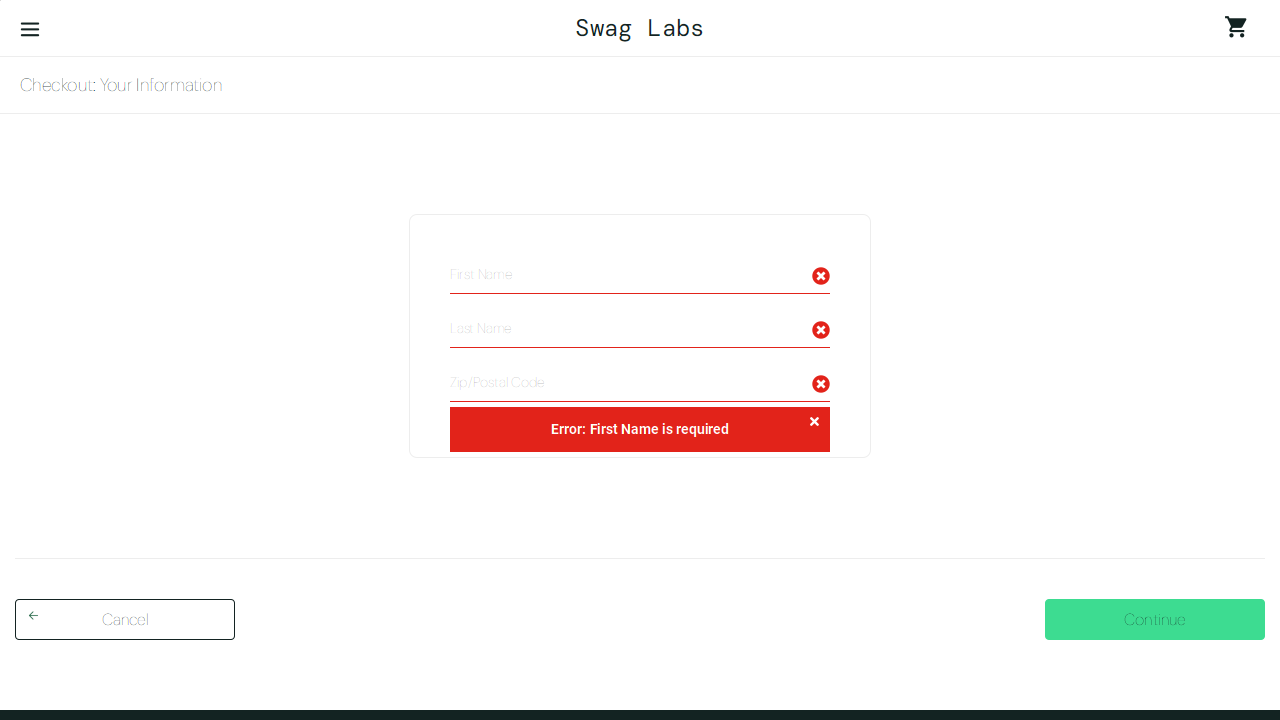 Swag Labs
Checkout: Your Information
First Name
Last Name
Zip/Postal Code
Error: First Name is required
Cancel
Continue